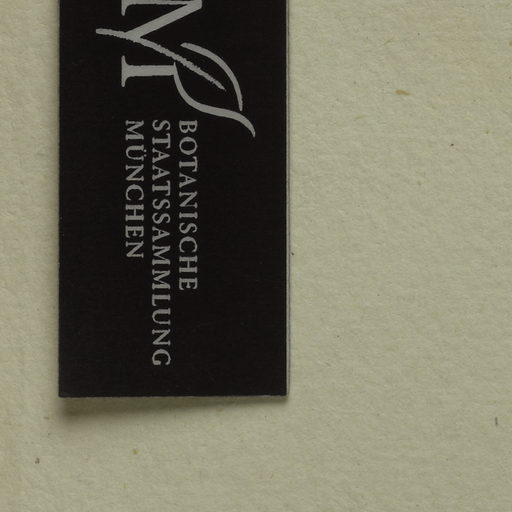 M
BOTANISCHE
STAATSSAMMLUNG
MÜNCHEN